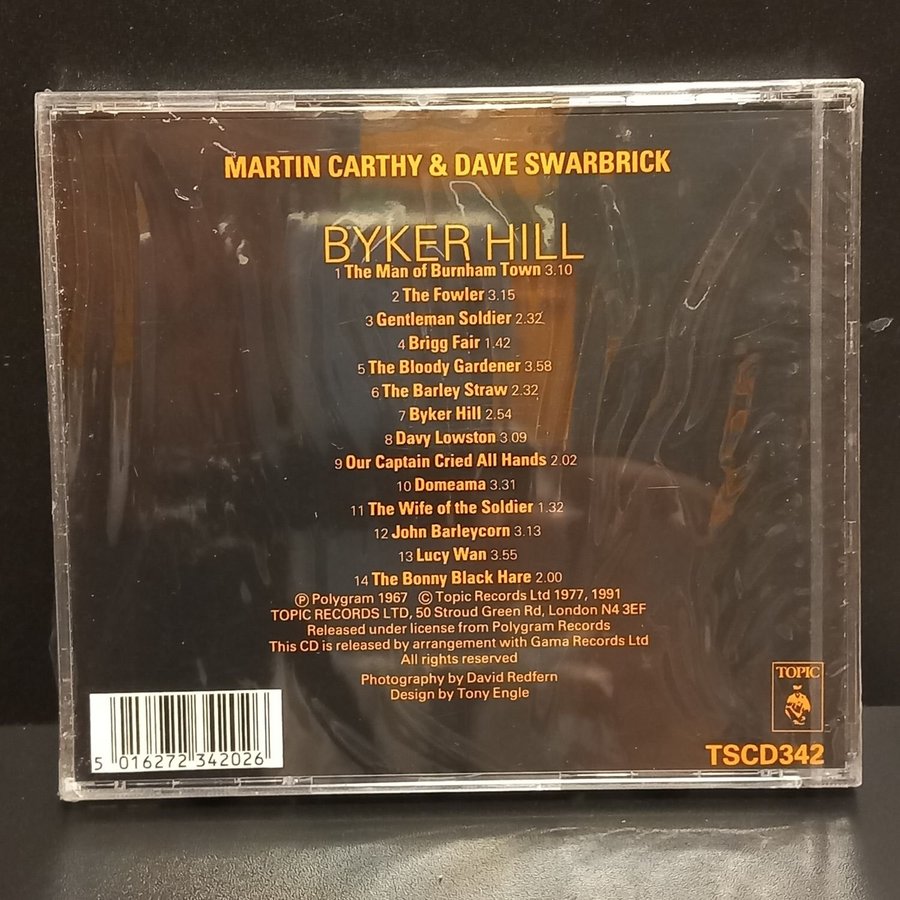 MARTIN CARTHY & DAVE SWARBRICK
BYKER HILL
1 The Man of Burnham Town 3.10
2 The Fowler 3.15
3 Gentleman Soldier 2.32
4 Brigg Fair 1.42
5 The Bloody Gardener 3.58
6 The Barley Straw 2.32
7 Byker Hill 2.54
8 Davy Lowston 3.09
9 Our Captain Cried All Hands 2.02
10 Domeama 3.31
11 The Wife of the Soldier 1.32
12 John Barleycorn 3.13
13 Lucy Wan 3.55
14 The Bonny Black Hare 2.00
Ⓟ Polygram 1967 © Topic Records Ltd 1977, 1991
TOPIC RECORDS LTD, 50 Stroud Green Rd, London N4 3EF
Released under license from Polygram Records
This CD is released by arrangement with Gama Records Ltd
All rights reserved
Photography by David Redfern
Design by Tony Engle
TOPIC
TSCD342
5 016272 342026